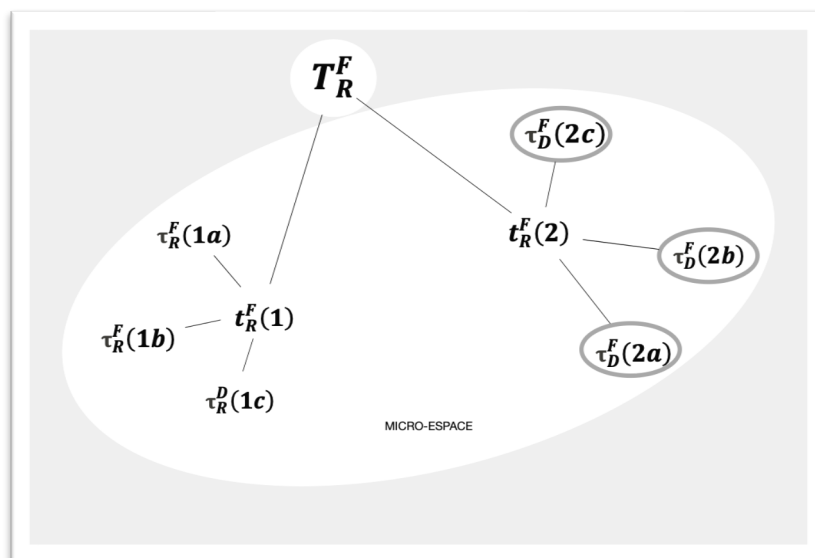 T_R^F
τ_D^F(2c)
τ_R^F(1a)
t_R^F(2)
τ_D^F(2b)
t_R^F(1)
τ_R^F(1b)
τ_D^F(2a)
τ_R^D(1c)
MICRO-ESPACE